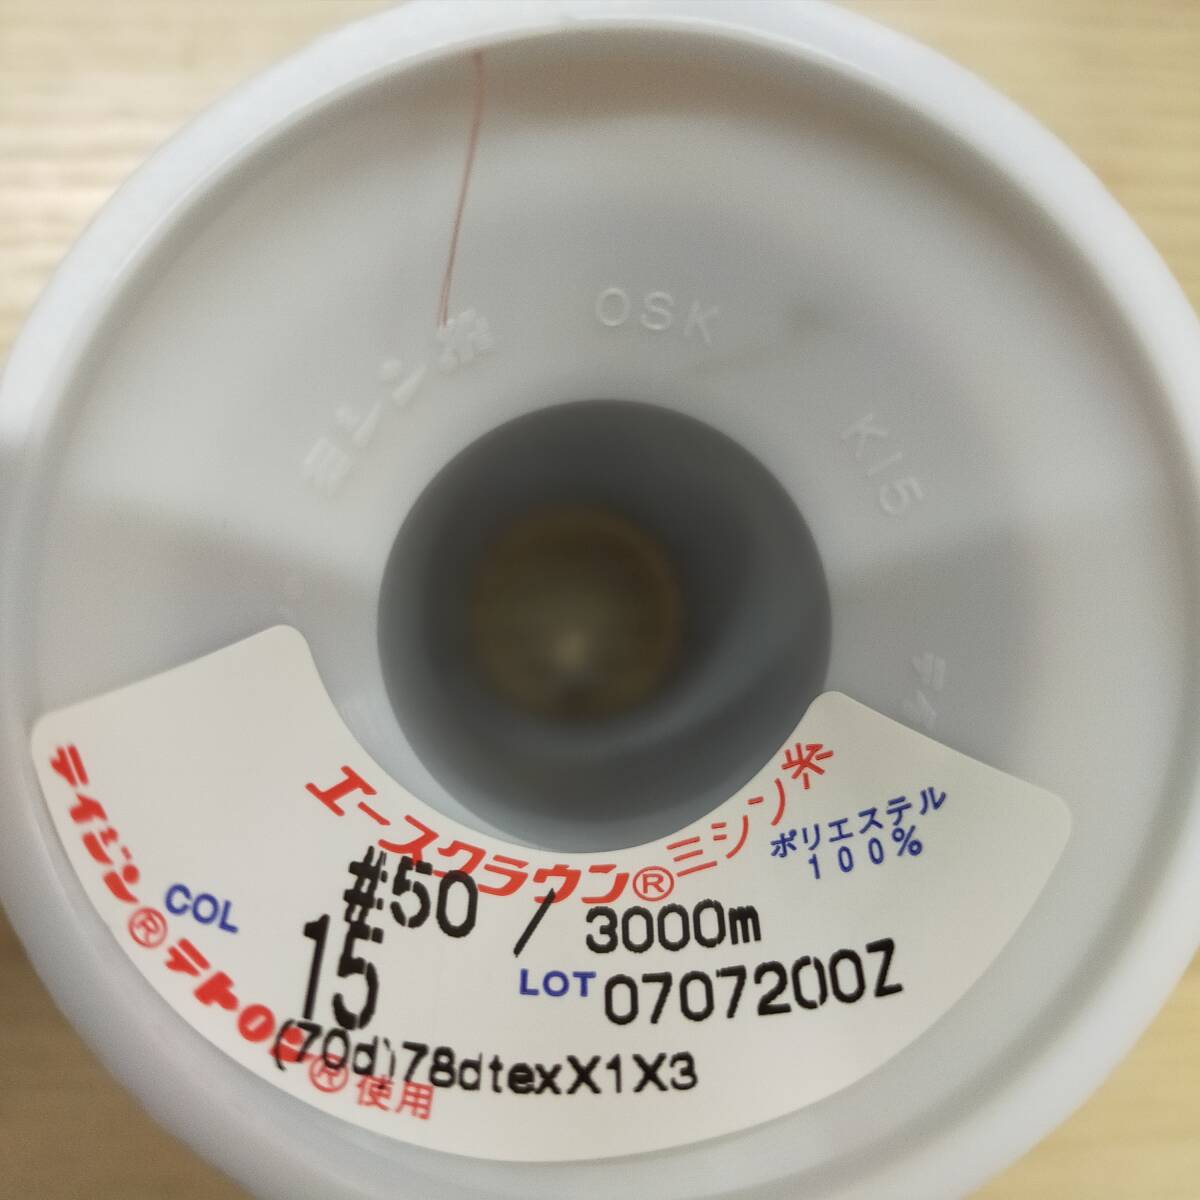 OSK
K15
エースクラウン®ミシン糸
ポリエステル
100%
#50 / 3000m
COL 15
LOT 0707200Z
(70d)78dtexX1X3
テイジン®テトロン®使用